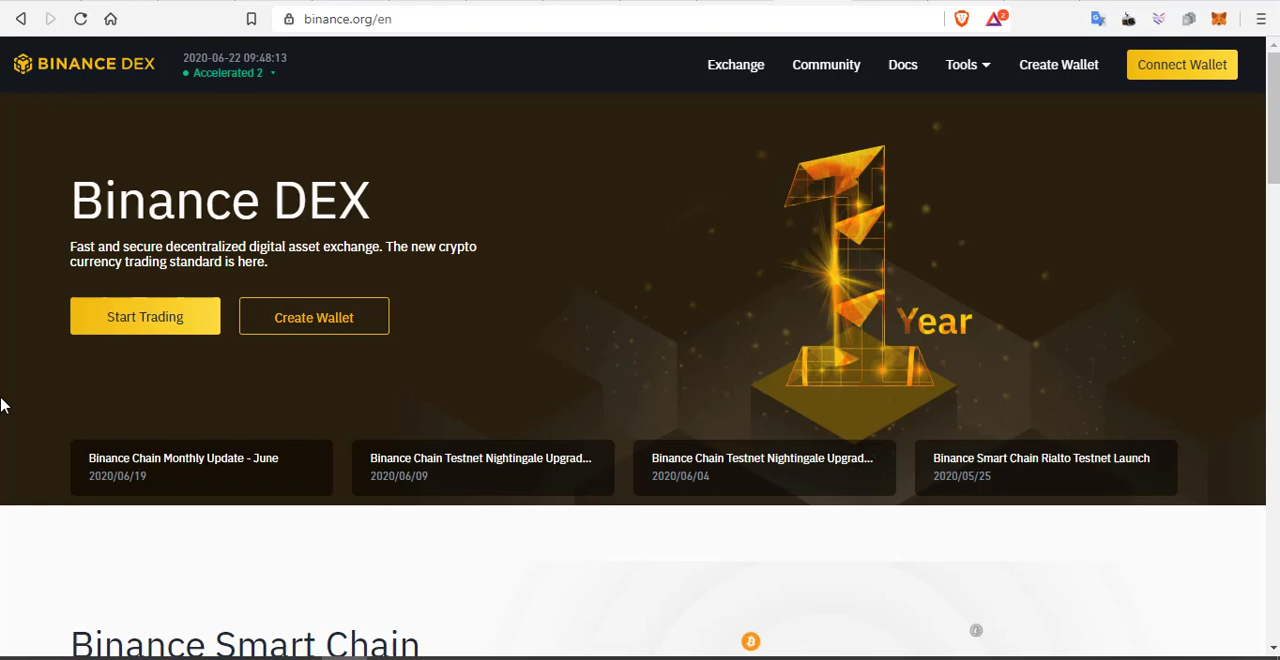 binance.org/en
2
BINANCE DEX
2020-06-22 09:48:13
Accelerated 2
Exchange
Community
Docs
Tools
Create Wallet
Connect Wallet
Binance DEX
Fast and secure decentralized digital asset exchange. The new crypto
currency trading standard is here.
Start Trading
Create Wallet
1
Year
Binance Chain Monthly Update - June
2020/06/19
Binance Chain Testnet Nightingale Upgrad...
2020/06/09
Binance Chain Testnet Nightingale Upgrad...
2020/06/04
Binance Smart Chain Rialto Testnet Launch
2020/05/25
Binance Smart Chain